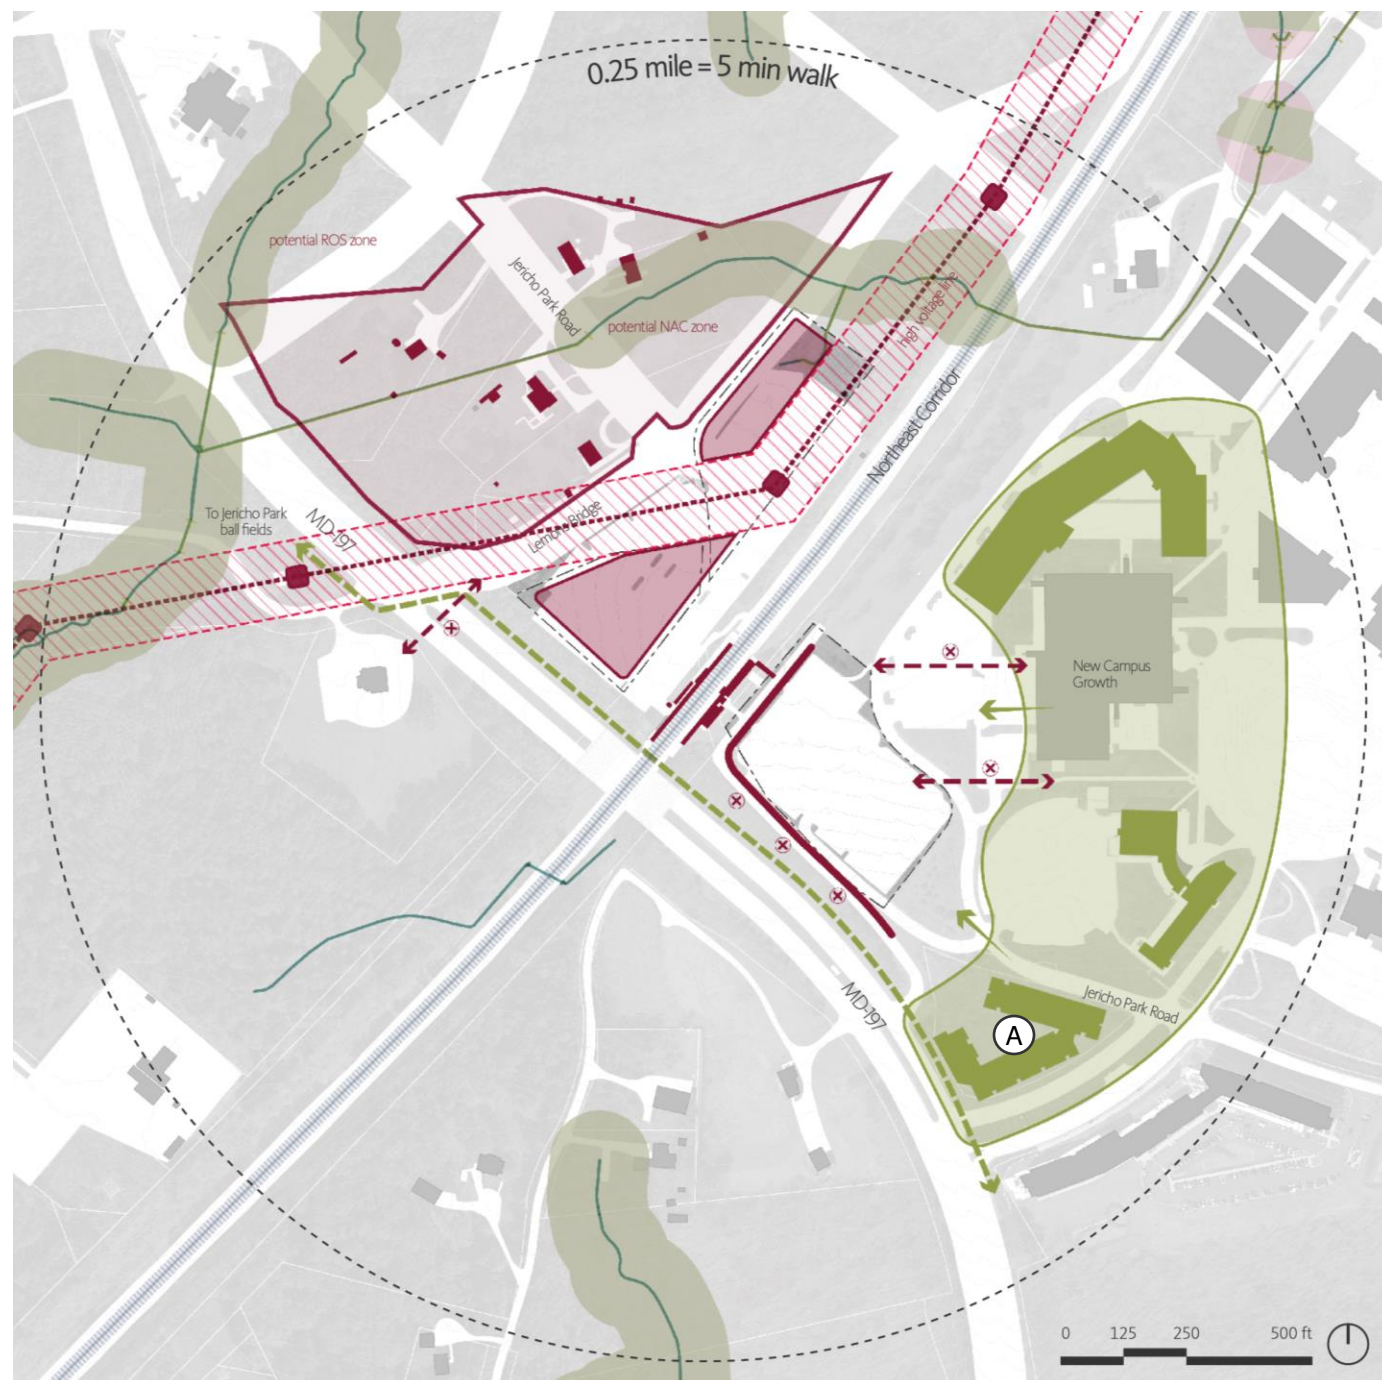 0.25 mile = 5 min walk
potential ROS zone
Jericho Park Road
potential NAC zone
high voltage line
Northeast Corridor
To Jericho Park
ball fields
MD-197
Lemons Bridge
New Campus
Growth
MD-197
Jericho Park Road
A
0 125 250 500 ft